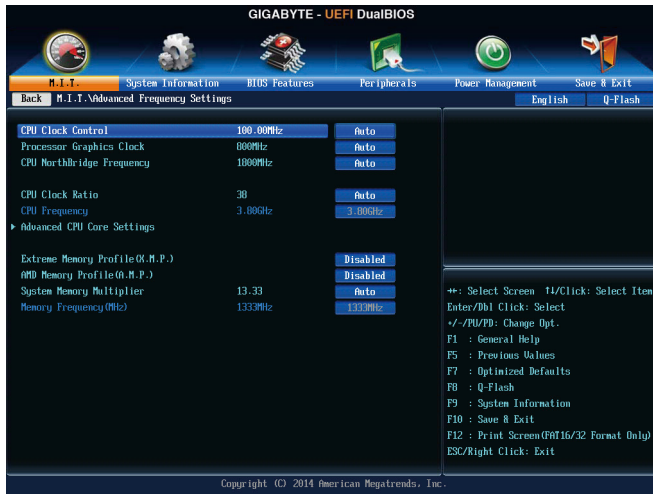 GIGABYTE - UEFI DualBIOS
M.I.T. System Information BIOS Features Peripherals Power Management Save & Exit
Back M.I.T.\Advanced Frequency Settings English Q-Flash
CPU Clock Control 100.00MHz Auto
Processor Graphics Clock 800MHz Auto
CPU NorthBridge Frequency 1800MHz Auto
CPU Clock Ratio 38 Auto
CPU Frequency 3.80GHz 3.80GHz
Advanced CPU Core Settings
Extreme Memory Profile(X.M.P.) Disabled
AMD Memory Profile(A.M.P.) Disabled
System Memory Multiplier 13.33 Auto
Memory Frequency(MHz) 1333MHz 1333MHz
→←: Select Screen ↑↓/Click: Select Item
Enter/Dbl Click: Select
+/-/PU/PD: Change Opt.
F1 : General Help
F5 : Previous Values
F7 : Optimized Defaults
F8 : Q-Flash
F9 : System Information
F10 : Save & Exit
F12 : Print Screen(FAT16/32 Format Only)
ESC/Right Click: Exit
Copyright (C) 2014 American Megatrends, Inc.